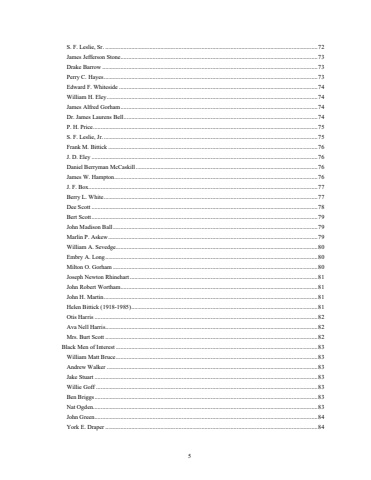 S. F. Leslie, Sr. ........ 72
James Jefferson Stone ........ 73
Drake Barrow ........ 73
Perry C. Hayes ........ 73
Edward F. Whiteside ........ 74
William H. Eley ........ 74
James Alfred Gorham ........ 74
Dr. James Laurens Bell ........ 74
P. H. Price ........ 75
S. F. Leslie, Jr. ........ 75
Frank M. Bittick ........ 76
J. D. Eley ........ 76
Daniel Berryman McCaskill ........ 76
James W. Hampton ........ 76
J. F. Box ........ 77
Berry L. White ........ 77
Dee Scott ........ 78
Bert Scott ........ 79
John Madison Ball ........ 79
Marlin P. Askew ........ 79
William A. Sevedge ........ 80
Embry A. Long ........ 80
Milton O. Gorham ........ 80
Joseph Newton Rhinehart ........ 81
John Robert Wortham ........ 81
John H. Martin ........ 81
Helen Bittick (1918-1985) ........ 81
Otis Harris ........ 82
Ava Nell Harris ........ 82
Mrs. Burt Scott ........ 82
Black Men of Interest ........ 83
William Matt Bruce ........ 83
Andrew Walker ........ 83
Jake Stuart ........ 83
Willie Goff ........ 83
Ben Briggs ........ 83
Nat Ogden ........ 83
John Green ........ 84
York E. Draper ........ 84
5